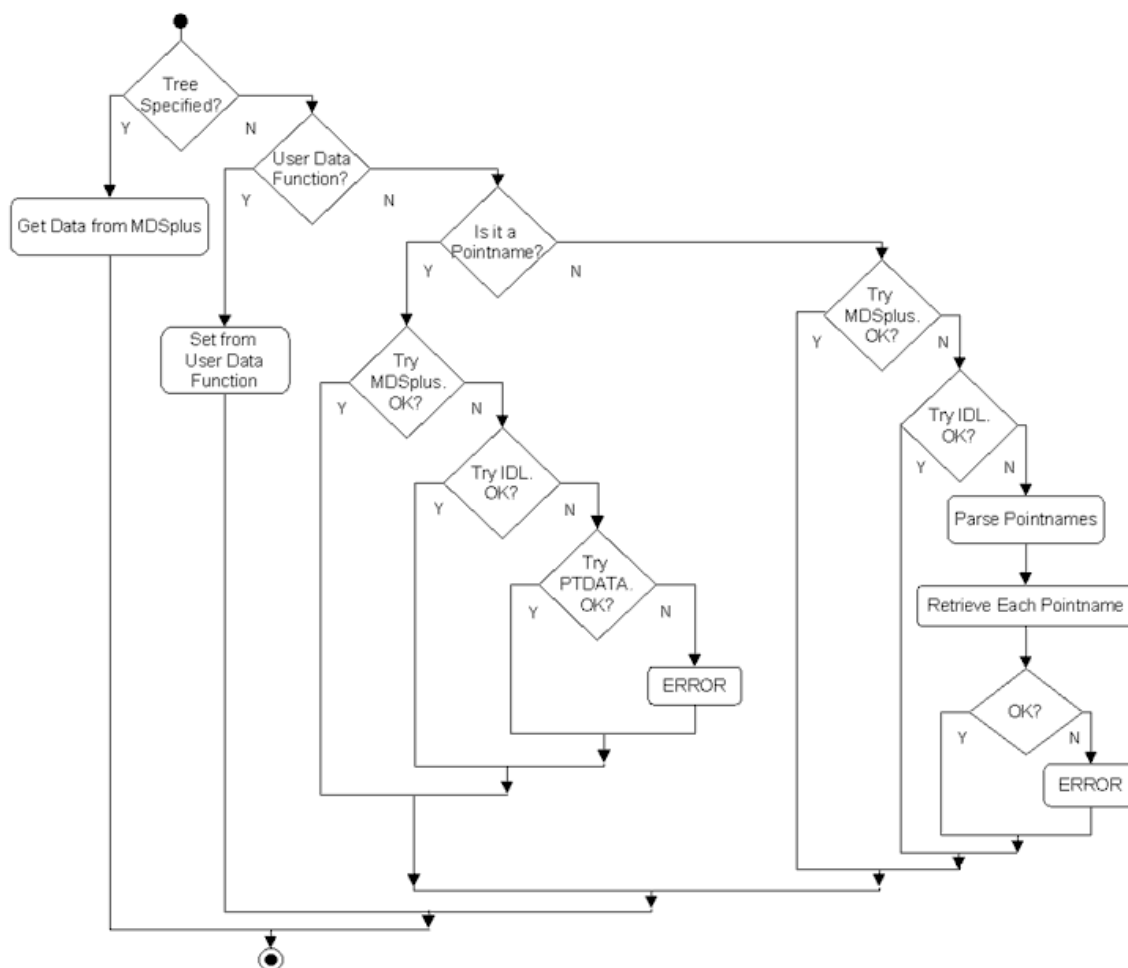 Tree
Specified?
Y
N
User Data
Function?
Y
N
Get Data from MDSplus
Is it a
Pointname?
Y
N
Try
MDSplus.
OK?
Y
N
Set from
User Data
Function
Try
MDSplus.
OK?
Y
N
Try IDL.
OK?
Y
N
Try IDL.
OK?
Y
N
Parse Pointnames
Try
PTDATA.
OK?
Y
N
Retrieve Each Pointname
ERROR
OK?
Y
N
ERROR